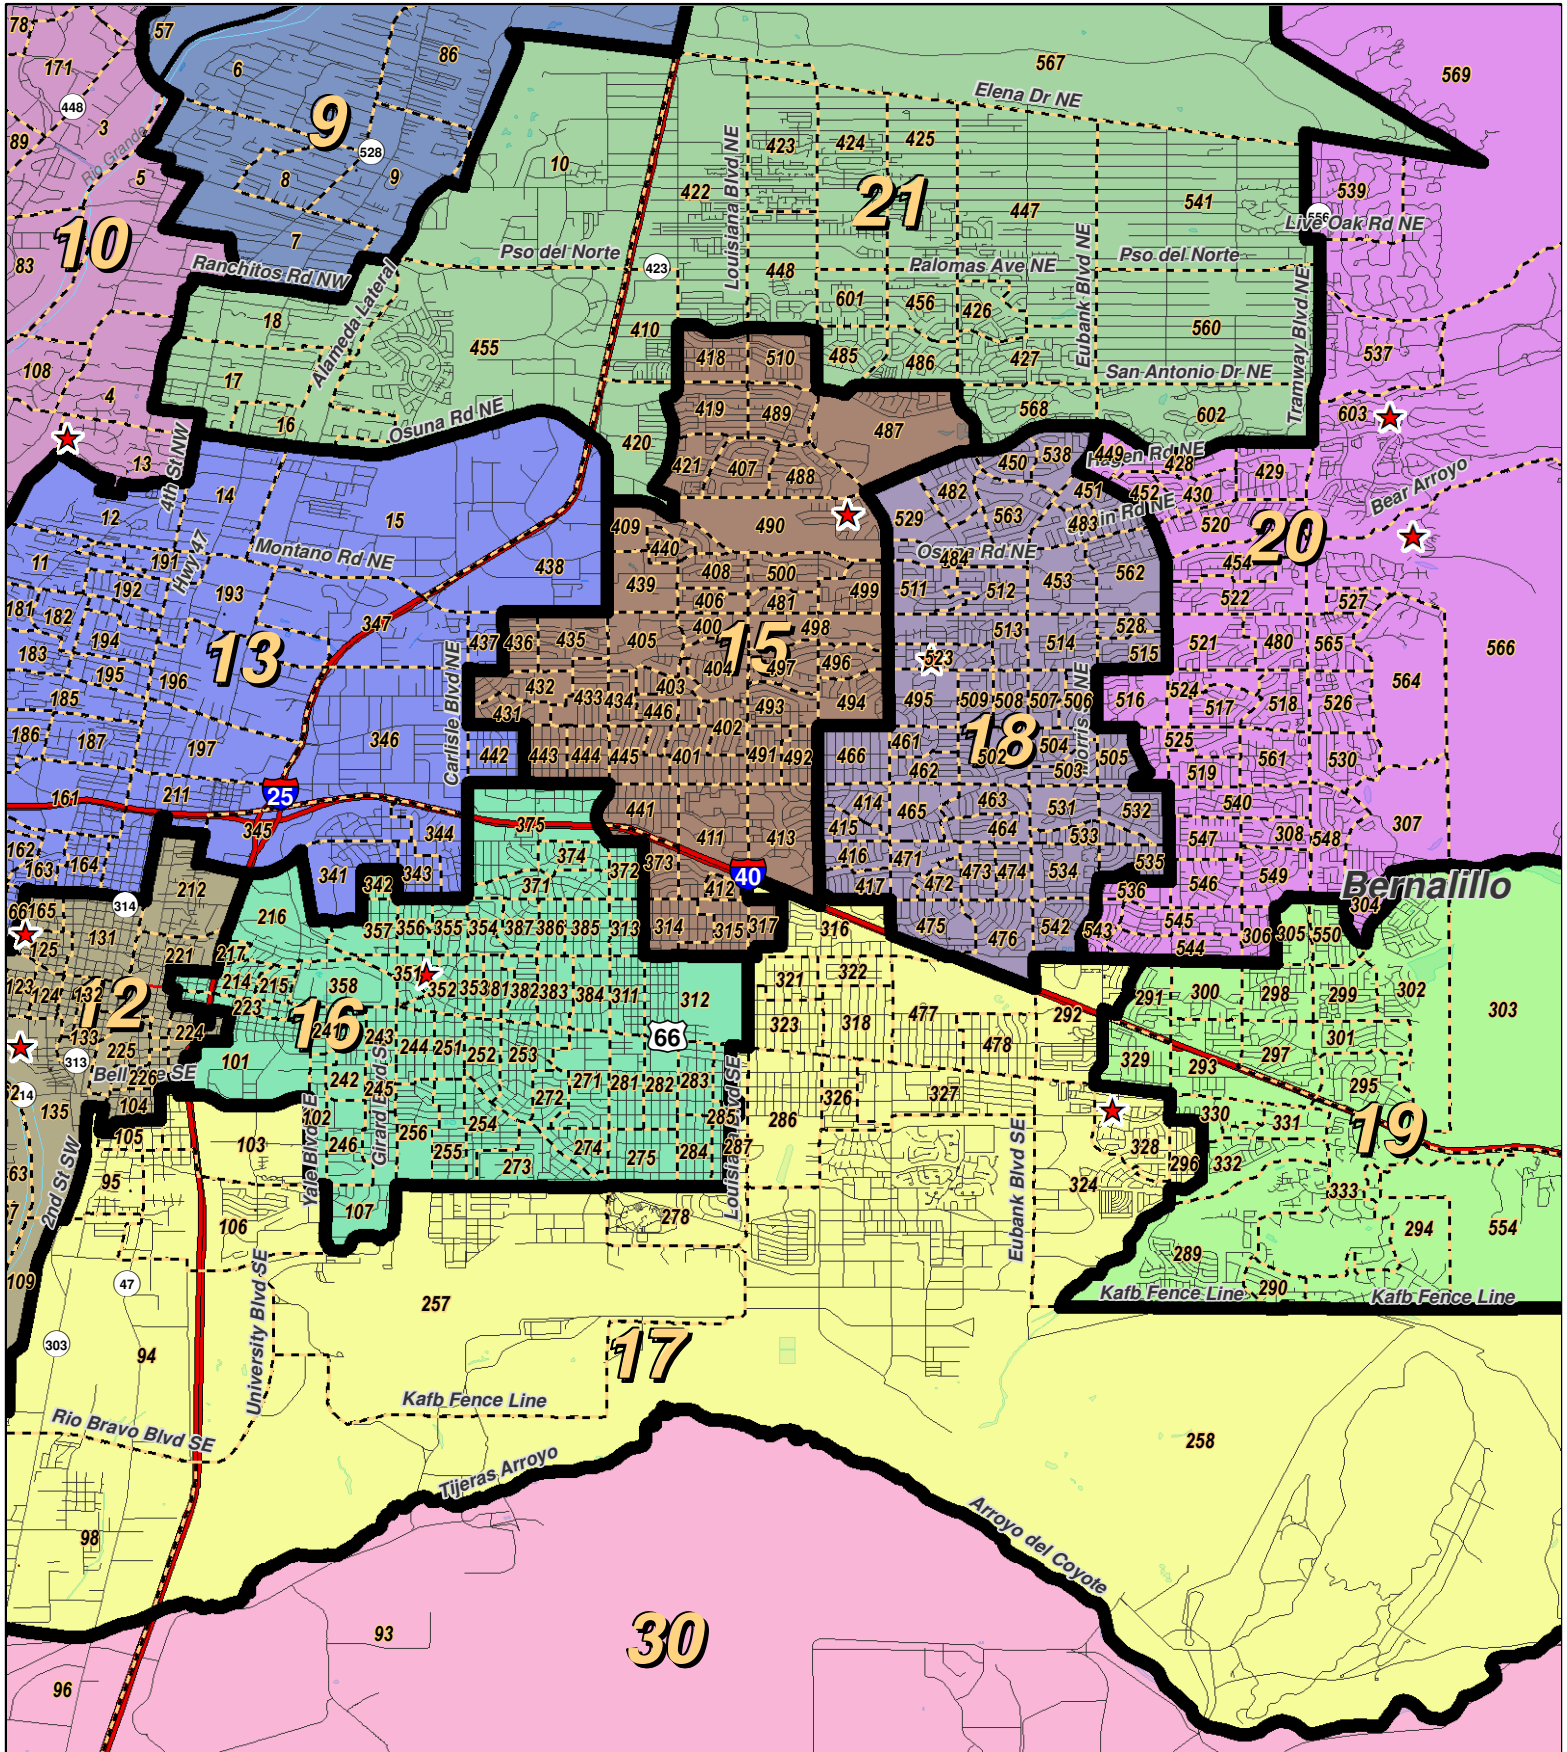 78 57 6 86 567 569
171 9 Elena Dr NE
448 3 528 423 424 425
89 Rio Grande 5 8 9 10 422 Louisiana Blvd NE 21 447 541 539
10 7 Pso del Norte 556 Live Oak Rd NE
83 Ranchitos Rd NW 423 448 Palomas Ave NE Pso del Norte
18 Alameda Lateral 601 456 426 Eubank Blvd NE 560 Tramway Blvd NE
108 455 410 418 510 485 486 427 537
4 17 San Antonio Dr NE
16 Osuna Rd NE 419 489 568 602 603
13 4th St NW 420 487 538 449
421 407 488 450 428 429 Bear Arroyo
12 14 15 482 451 452 430
409 490 529 563 483 520 20
11 191 Hwy 47 Montano Rd NE 438 440 484 454
192 193 439 408 500 499 511 512 453 562 522 527
181 182 347 406 481
183 194 13 437 436 435 405 400 498 513 514 528 521 480 565 566
195 196 Carlisle Blvd NE 404 15 497 496 523 515
185 432 433 434 403 494 495 509 508 507 506 Morris St NE 516 524 517 518 526 564
186 187 197 346 431 446 402 493
442 443 444 445 401 491 492 466 461 18 502 504 505 525 561 530
161 211 25 462 503 519
345 344 375 441 411 413 414 465 463 531 532 540 307
162 163 164 341 343 374 373 415 464 533 547 308 548
342 371 372 412 40 416 471 473 474 534 535 546 549
212 417 472 536 Bernalillo
166 165 314 216 357 356 355 354 387 386 385 313 314 315 317 316 475 476 542 543 545 544 306 305 550 304
125 131 221 217 351 321 322
123 124 132 214 215 358 352 353 381 382 383 384 311 312 291 300 298 299 302 303
12 223 16 323 318 477 292
133 224 241 243 244 251 252 253 66 478 329 293 297 301
313 225 226 Bell Ave SE 101 242 245 271 281 282 283 295
214 135 104 102 272 285 286 326 327 330 331 19
105 103 Yale Blvd SE 246 Girard Blvd SE 256 255 254 273 274 275 284 287 Louisiana Blvd SE Eubank Blvd SE 328 296 332
63 2nd St SW 95 324 333
106 107 278 294 554
109 47 257 289 290
303 94 University Blvd SE 17 Kafb Fence Line Kafb Fence Line
Kafb Fence Line
Rio Bravo Blvd SE 258
Tijeras Arroyo
98 Arroyo del Coyote
93 30
96